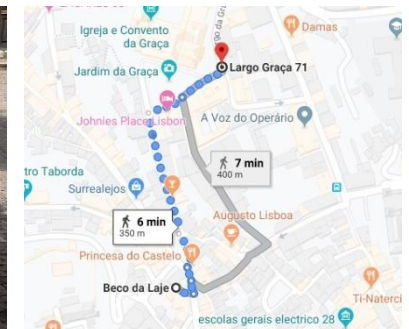 Igreja e Convento
da Graça
da Gra
Damas
Largo Graça 71
Jardim da Graça
Johnies Place Lisbon
A Voz do Operário
7 min
400 m
tro Taborda
Surrealejos
6 min
350 m
Augusto Lisboa
Princesa do Castelo
Beco da Laje
Ti-Naterci
escolas gerais electrico 28